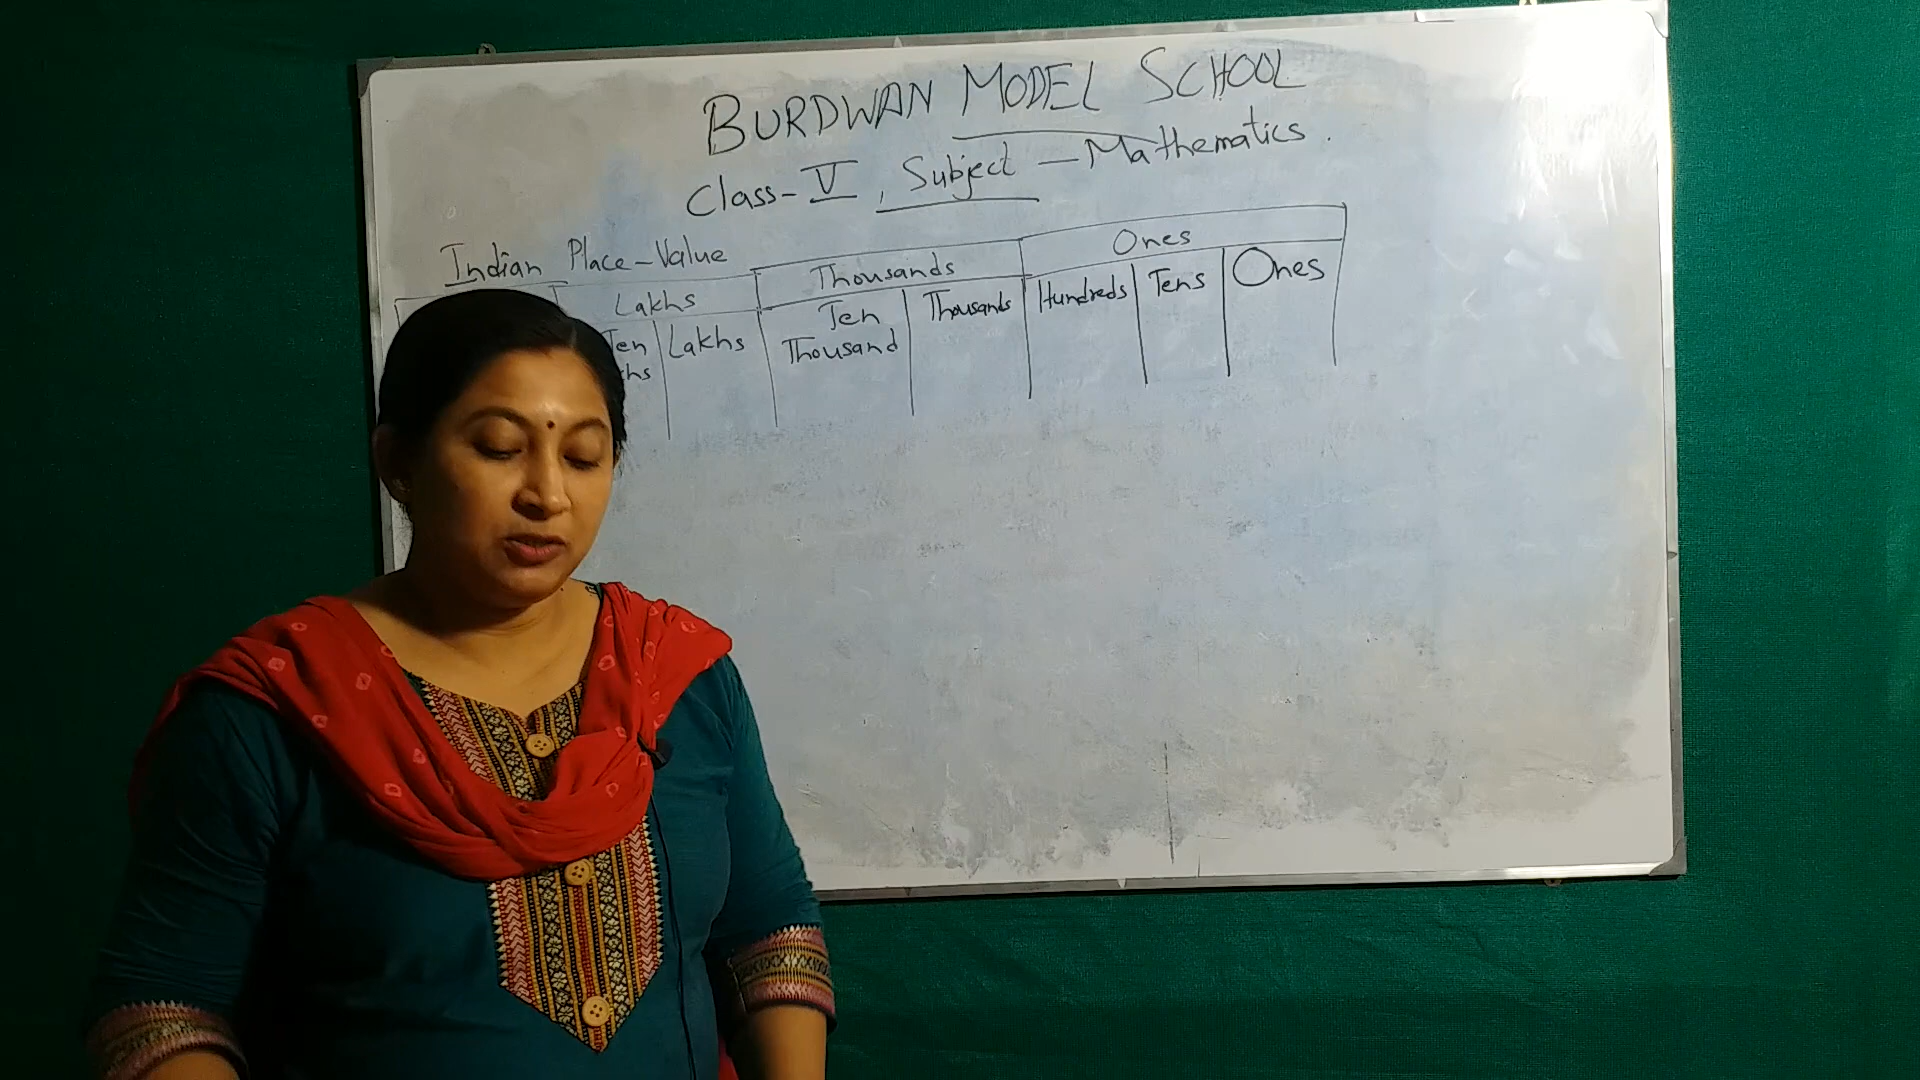 BURDWAN MODEL SCHOOL
Class-V, Subject - Mathematics.
Indian Place-Value
Lakhs Thousands Ones
Ten Lakhs Ten Thousand Thousands Hundreds Tens Ones